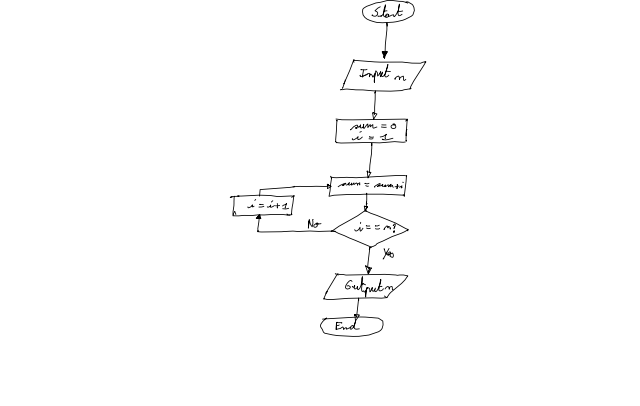 Start
Input n
sum = 0
i = 1
sum = sum+i
i = i+1
No
i == n?
Yes
Output n
End